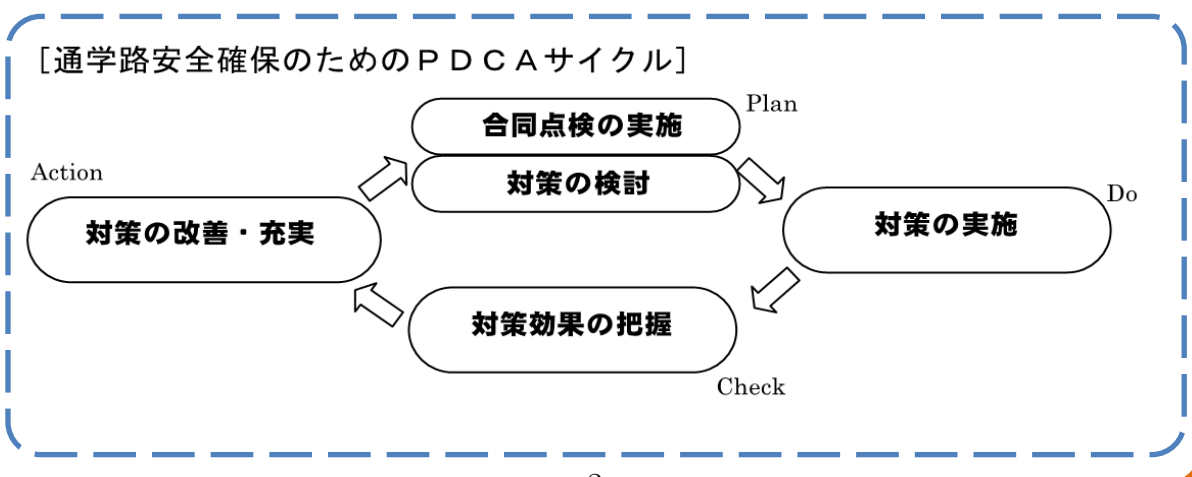 ［通学路安全確保のためのＰＤＣＡサイクル］
Plan
合同点検の実施
対策の検討
Action
対策の改善・充実
Do
対策の実施
対策効果の把握
Check